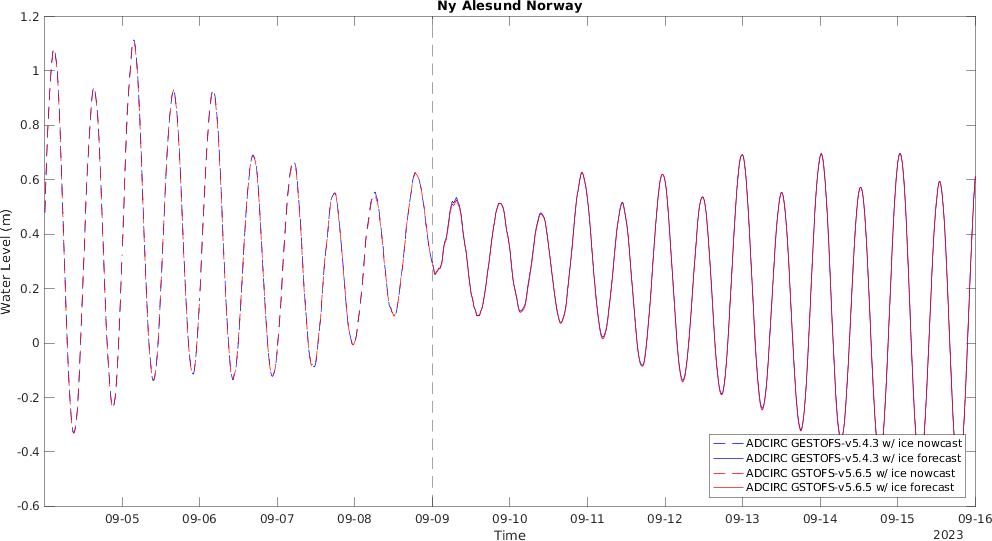 Ny Alesund Norway
1.2
1
0.8
0.6
0.4
0.2
0
-0.2
-0.4
-0.6
Water Level (m)
ADCIRC GESTOFS-v5.4.3 w/ ice nowcast
ADCIRC GESTOFS-v5.4.3 w/ ice forecast
ADCIRC GSTOFS-v5.6.5 w/ ice nowcast
ADCIRC GSTOFS-v5.6.5 w/ ice forecast
09-05 09-06 09-07 09-08 09-09 09-10 09-11 09-12 09-13 09-14 09-15 09-16
Time
2023